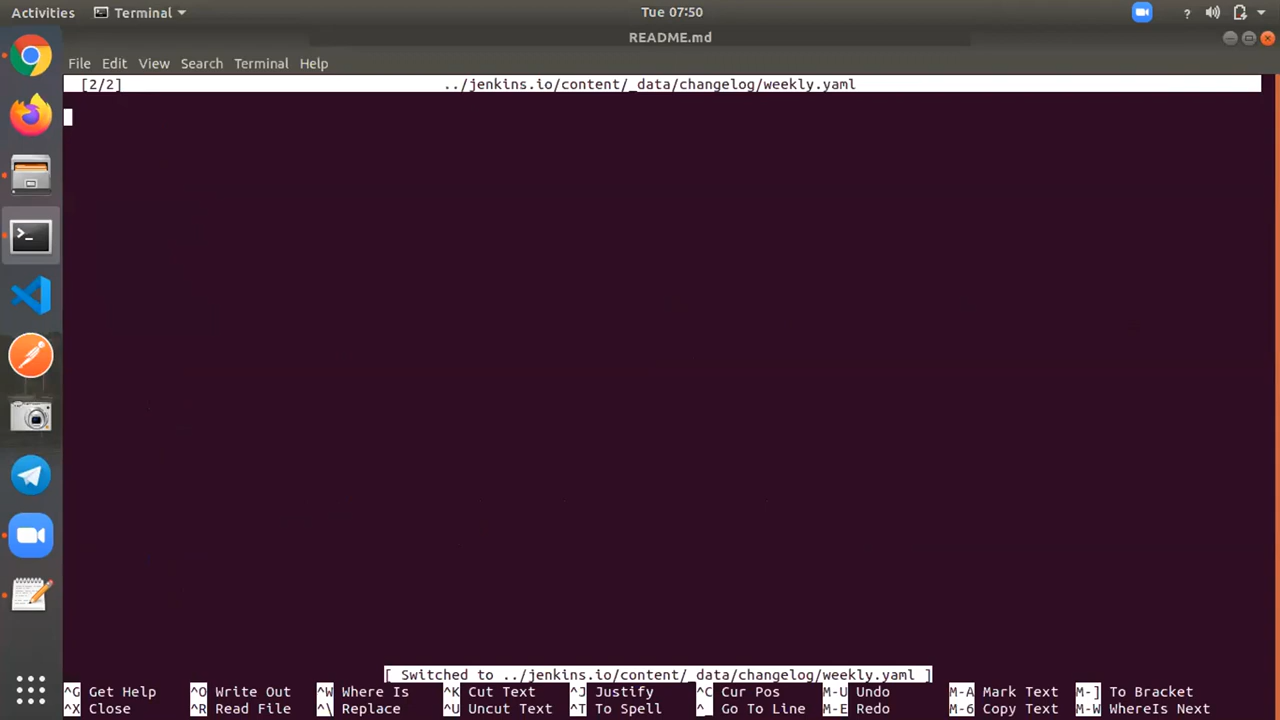 Activities Terminal Tue 07:50 ?
README.md
File Edit View Search Terminal Help
[2/2] ../jenkins.io/content/_data/changelog/weekly.yaml
[ Switched to ../jenkins.io/content/_data/changelog/weekly.yaml ]
^G Get Help ^O Write Out ^W Where Is ^K Cut Text ^J Justify ^C Cur Pos M-U Undo M-A Mark Text M-] To Bracket
^X Close ^R Read File ^\ Replace ^U Uncut Text ^T To Spell ^_ Go To Line M-E Redo M-6 Copy Text M-W WhereIs Next